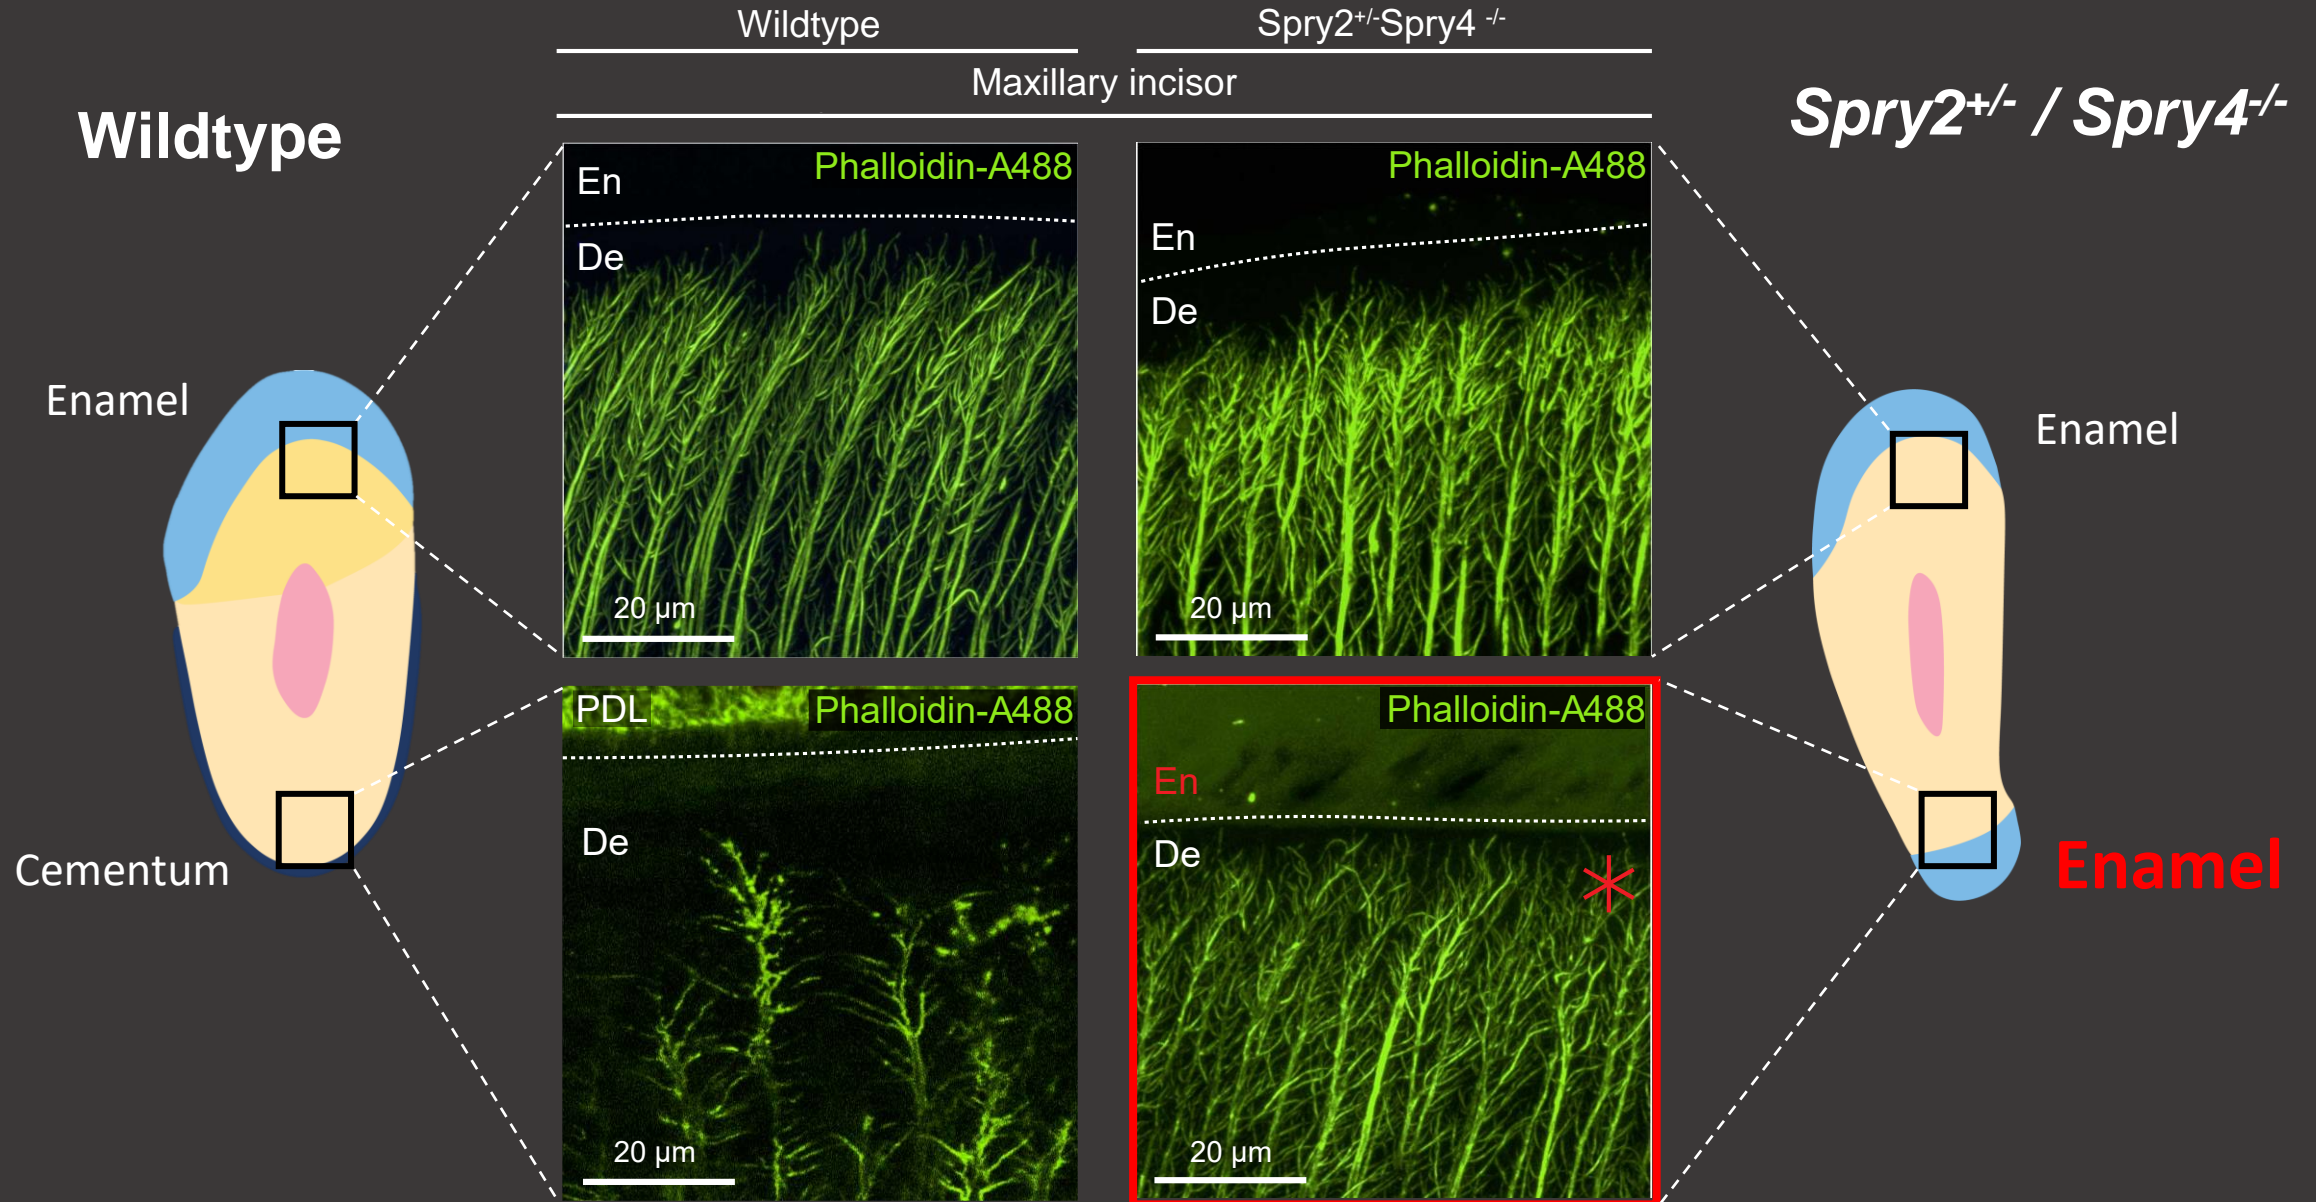 Wildtype
Spry2+/-Spry4 -/-
Maxillary incisor
Wildtype
Spry2+/- / Spry4-/-
En
Phalloidin-A488
De
20 µm
En
Phalloidin-A488
De
20 µm
Enamel
Enamel
PDL
Phalloidin-A488
De
20 µm
Phalloidin-A488
En
De
20 µm
Cementum
Enamel